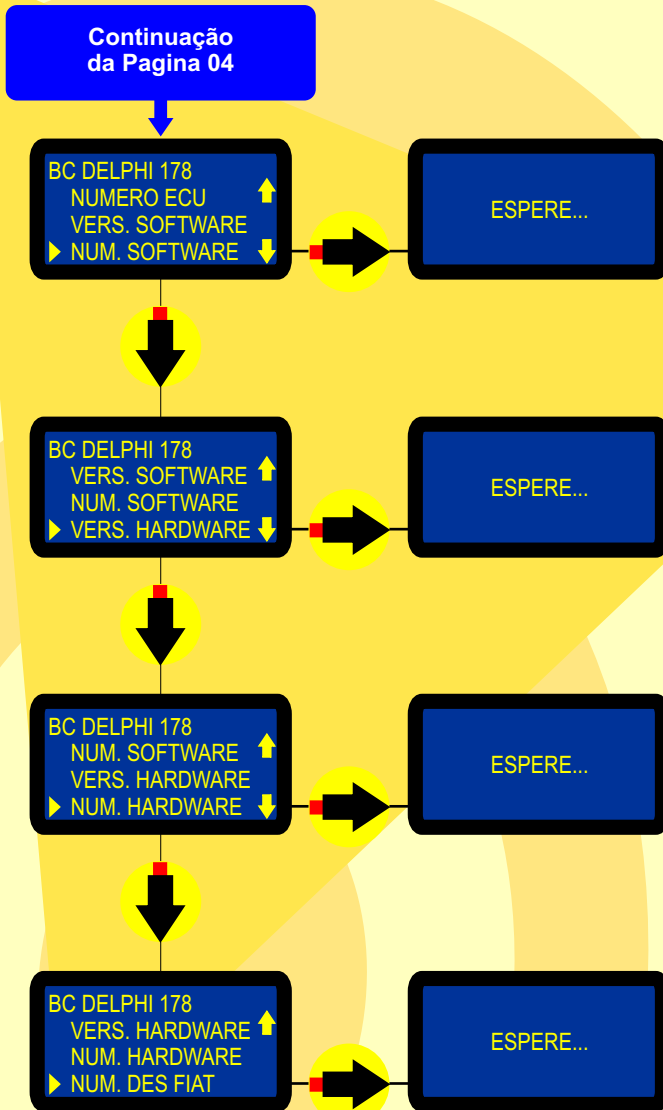 Continuação
da Pagina 04
BC DELPHI 178
NUMERO ECU
VERS. SOFTWARE
NUM. SOFTWARE
ESPERE...
BC DELPHI 178
VERS. SOFTWARE
NUM. SOFTWARE
VERS. HARDWARE
ESPERE...
BC DELPHI 178
NUM. SOFTWARE
VERS. HARDWARE
NUM. HARDWARE
ESPERE...
BC DELPHI 178
VERS. HARDWARE
NUM. HARDWARE
NUM. DES FIAT
ESPERE...